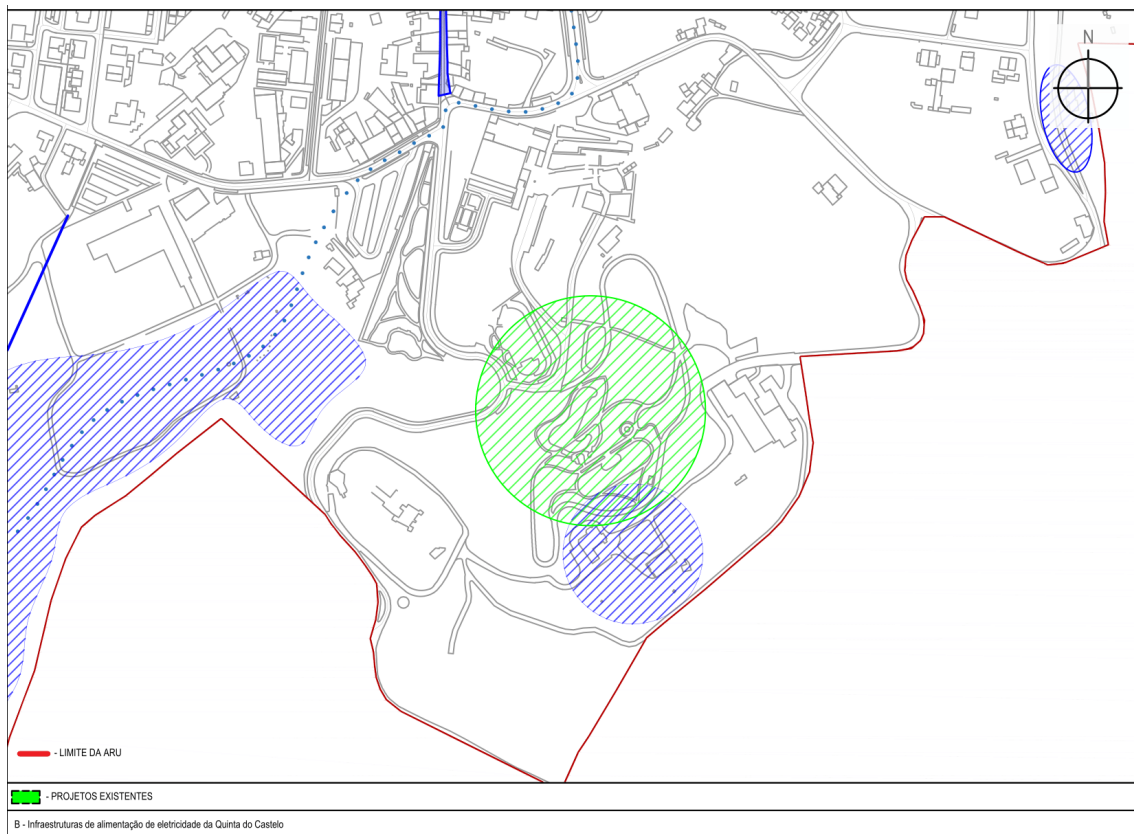 N
- LIMITE DA ARU
- PROJETOS EXISTENTES
B - Infraestruturas de alimentação de eletricidade da Quinta do Castelo